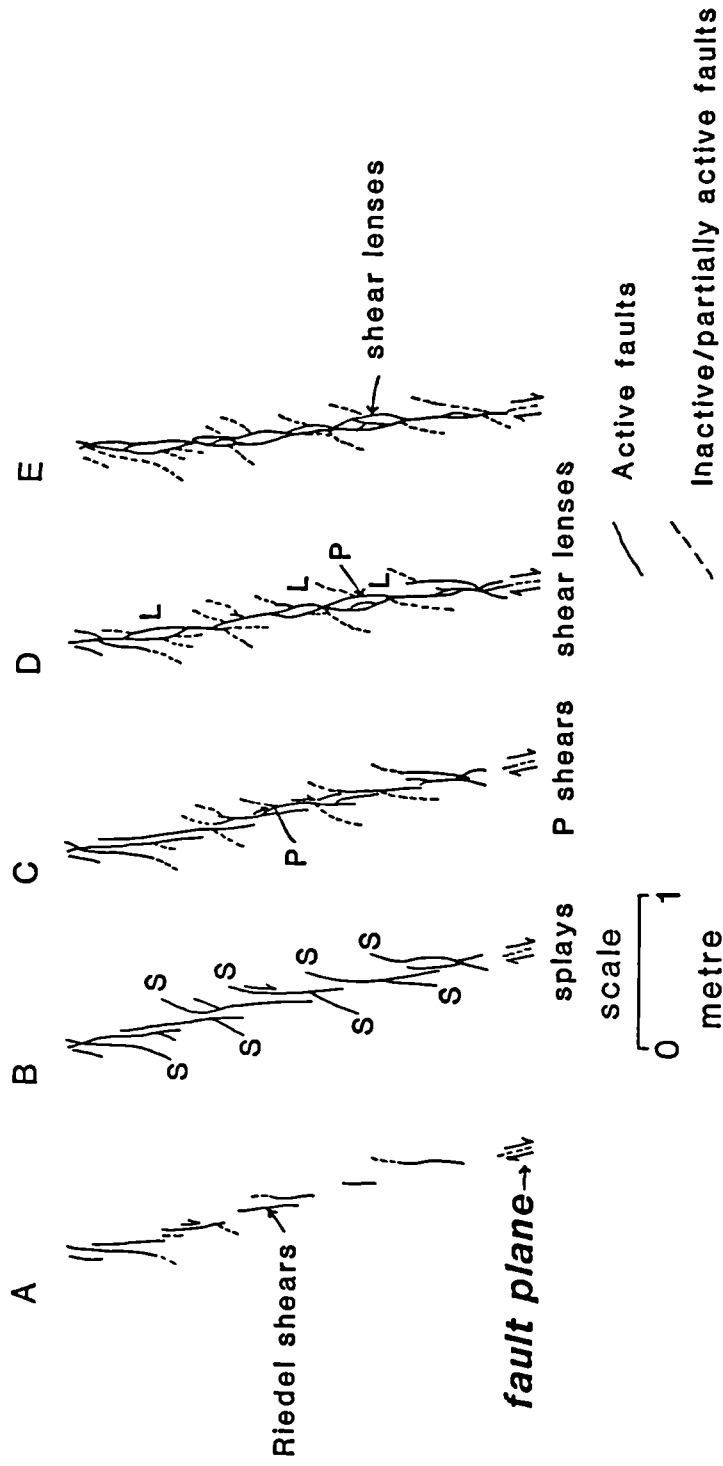 A
B
C
D
E
Riedel shears
S
S
S
S
S
S
S
S
P
L
P
L
L
shear lenses
fault plane→
splays
P shears
shear lenses
scale
0 1
metre
Active faults
Inactive/partially active faults